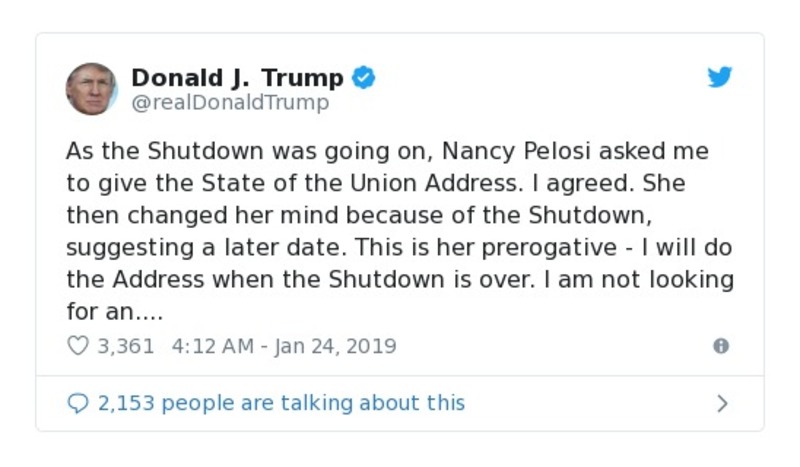 Donald J. Trump
@realDonaldTrump
As the Shutdown was going on, Nancy Pelosi asked me
to give the State of the Union Address. I agreed. She
then changed her mind because of the Shutdown,
suggesting a later date. This is her prerogative - I will do
the Address when the Shutdown is over. I am not looking
for an....
3,361 4:12 AM - Jan 24, 2019
2,153 people are talking about this